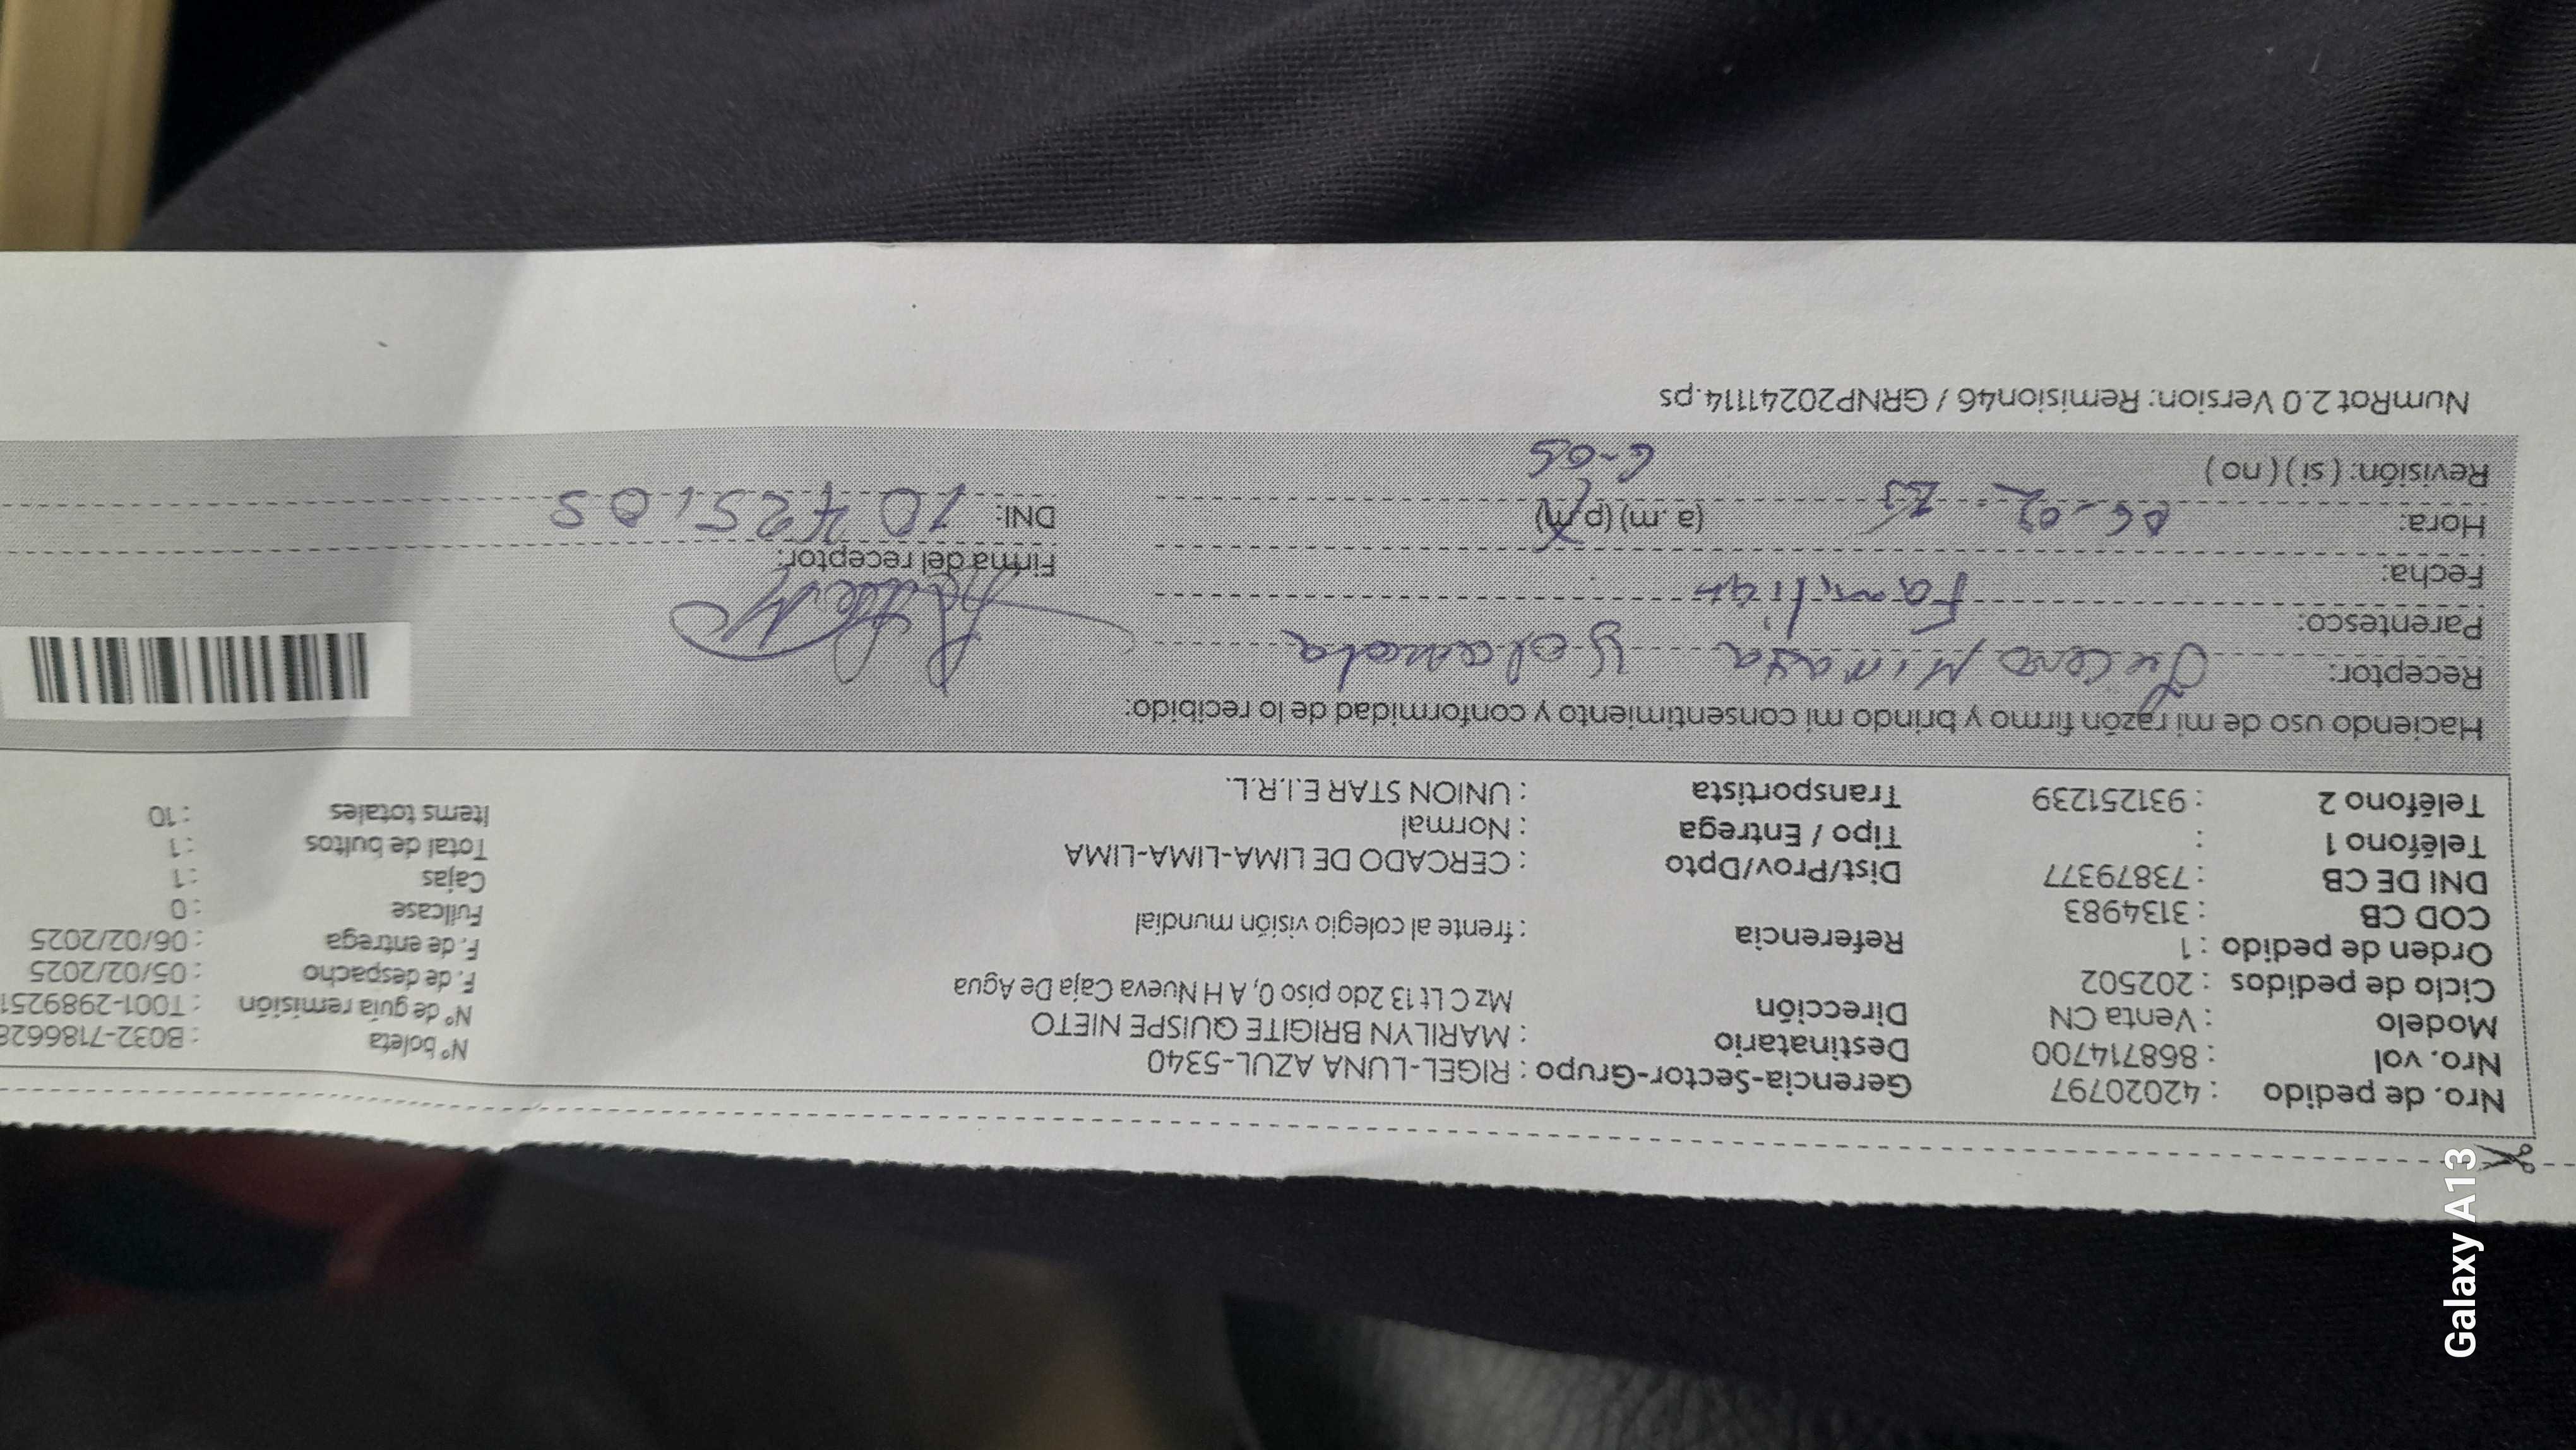 Nro. de pedido : 42020797
Nro. vol : 868714700
Modelo : Venta CN
Ciclo de pedidos : 202502
Orden de pedido : 1
COD CB : 3134983
DNI DE CB : 73879377
Teléfono 1 :
Teléfono 2 : 931251239
Gerencia-Sector-Grupo : RIGEL-LUNA AZUL-5340
Destinatario : MARILYN BRIGITE QUISPE NIETO
Dirección Mz C Lt 13 2do piso 0, A H Nueva Caja De Agua
Referencia : frente al colegio visión mundial
Dist/Prov/Dpto : CERCADO DE LIMA-LIMA-LIMA
Tipo / Entrega : Normal
Transportista : UNION STAR E.I.R.L.
N° boleta : B032-7186628
N° de guía remisión : T001-2989251
F. de despacho : 05/02/2025
F. de entrega : 06/02/2025
Fullcase : 0
Cajas : 1
Total de bultos : 1
Items totales : 10
Haciendo uso de mi razón firmo y brindo mi consentimiento y conformidad de lo recibido:
Receptor: Minaya
Parentesco: Familiar
Fecha:
Hora: 06-02- (a. m) (p.m)
Revisión: ( si ) ( no ) 6-05
Firma del receptor:
DNI:
NumRot 2.0 Version: Remision46 / GRNP20241114.ps
Galaxy A13